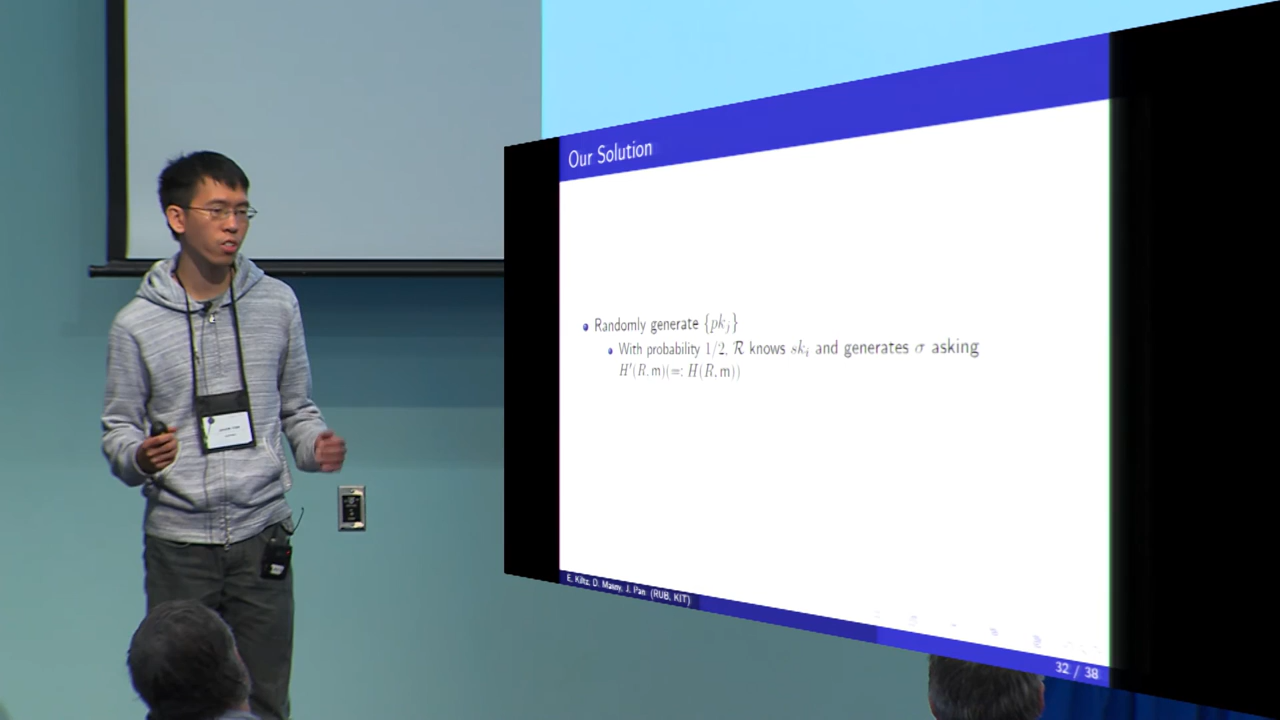 Our Solution
Randomly generate {pk_j}
With probability 1/2, R knows sk_i and generates σ asking
H′(R, m)(=: H(R, m))
E. Kiltz, D. Masny, J. Pan (RUB, KIT)
32 / 38